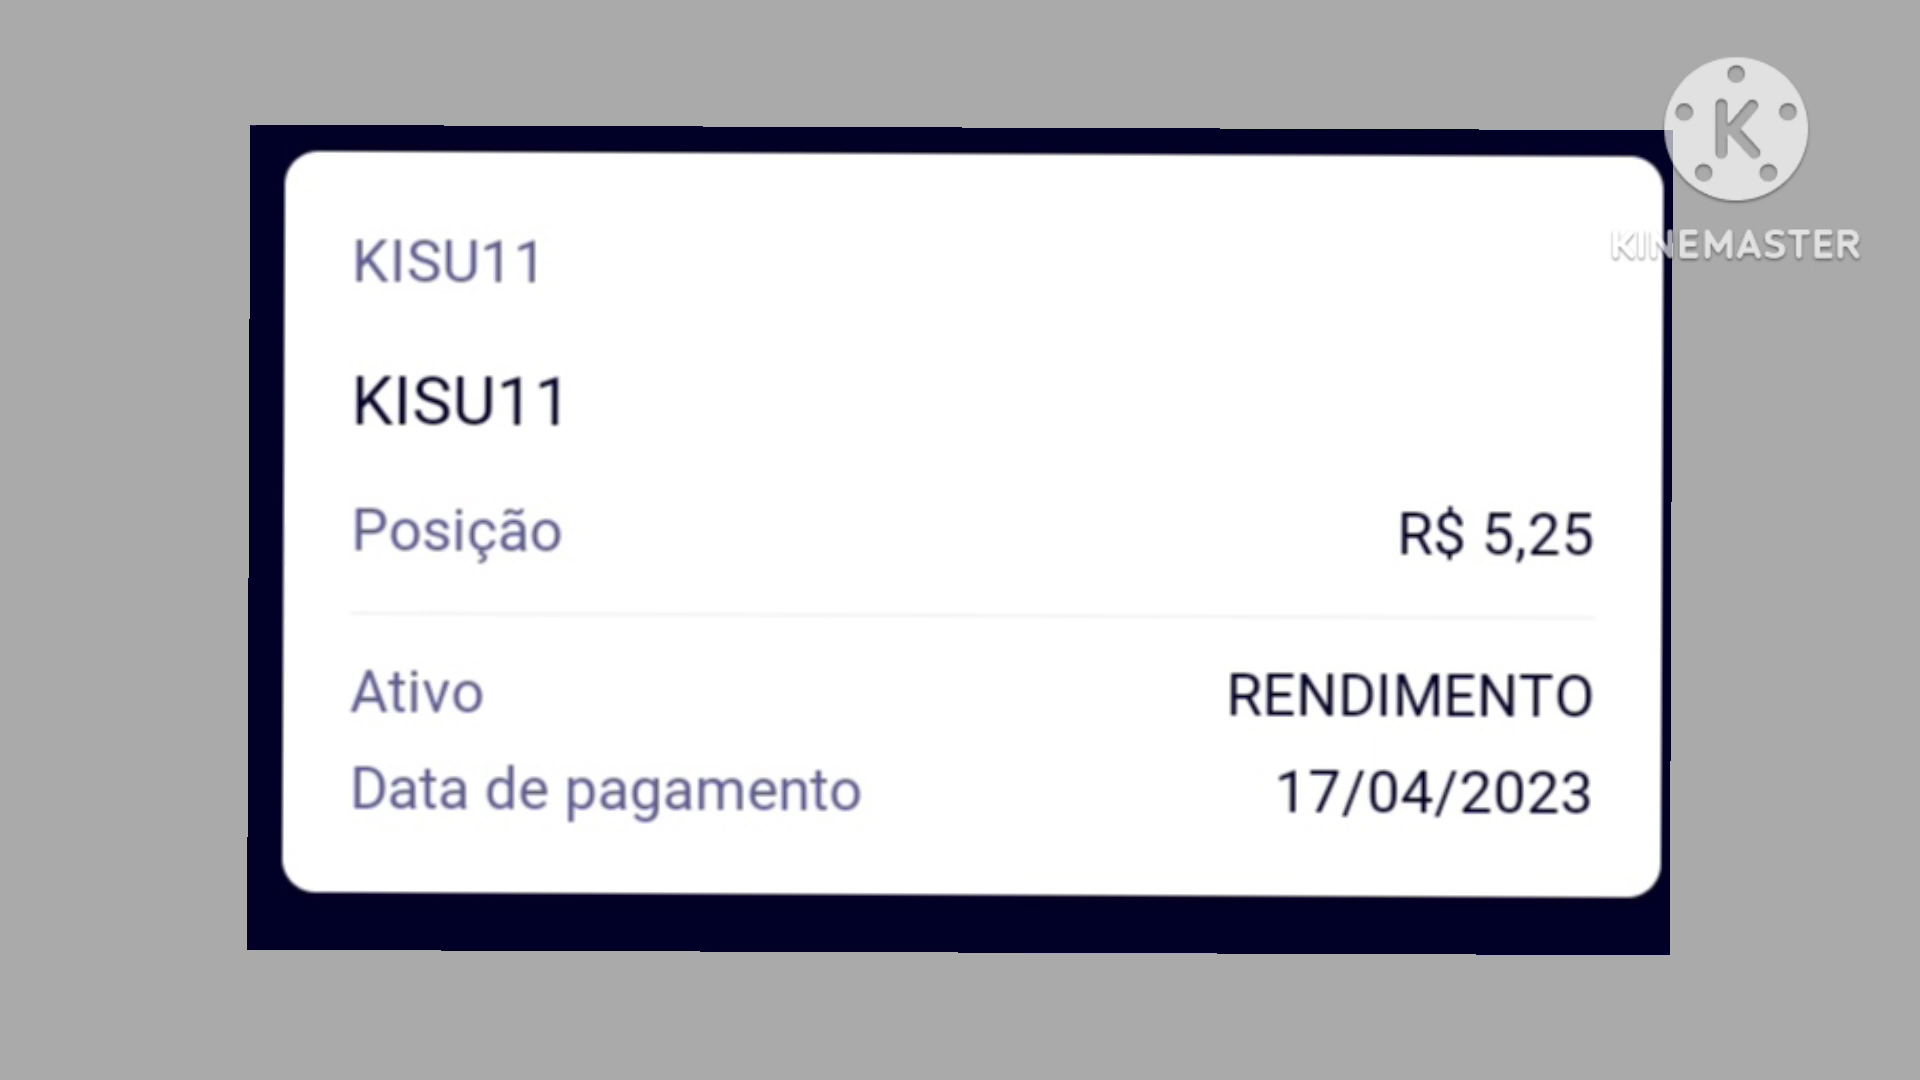 KISU11
KISU11
Posição R$ 5,25
Ativo RENDIMENTO
Data de pagamento 17/04/2023
K
KINEMASTER